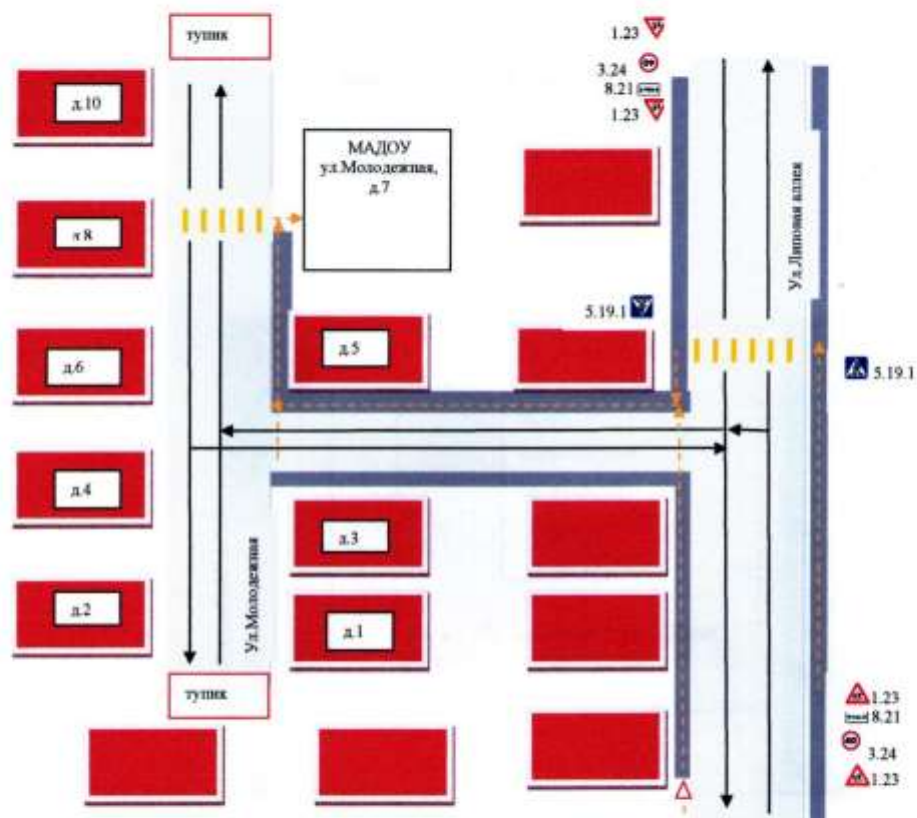 тупик
1.23
3.24
8.21
1.23
д.10
МАДОУ
ул.Молодежная,
д.7
д8
Ул.Липовая аллея
5.19.1
д.5
д.6
5.19.1
д.4
д.3
Ул.Молодежная
д.2
д.1
тупик
1.23
8.21
3.24
1.23